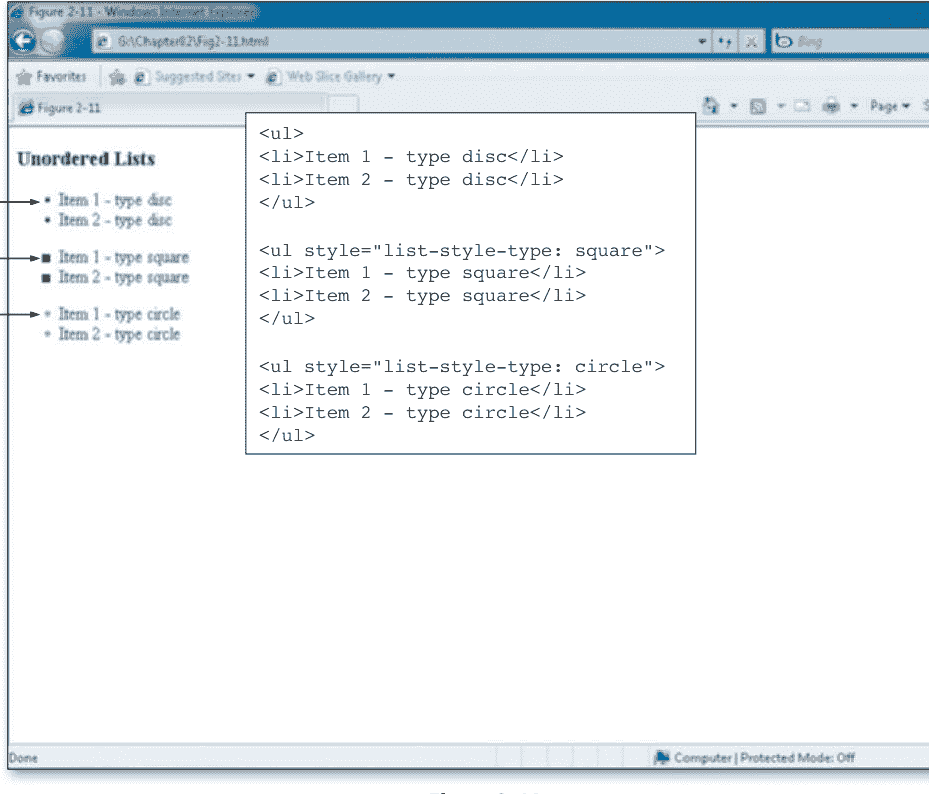 Figure 2-11 - Windows Internet Explorer
G:\Chapter02\Fig2-11.html
Bing
Favorites
Suggested Sites
Web Slice Gallery
Figure 2-11
Page
Unordered Lists
• Item 1 - type disc
• Item 2 - type disc
■ Item 1 - type square
■ Item 2 - type square
◦ Item 1 - type circle
◦ Item 2 - type circle
<ul>
<li>Item 1 – type disc</li>
<li>Item 2 – type disc</li>
</ul>
<ul style="list-style-type: square">
<li>Item 1 – type square</li>
<li>Item 2 – type square</li>
</ul>
<ul style="list-style-type: circle">
<li>Item 1 – type circle</li>
<li>Item 2 – type circle</li>
</ul>
Done
Computer | Protected Mode: Off